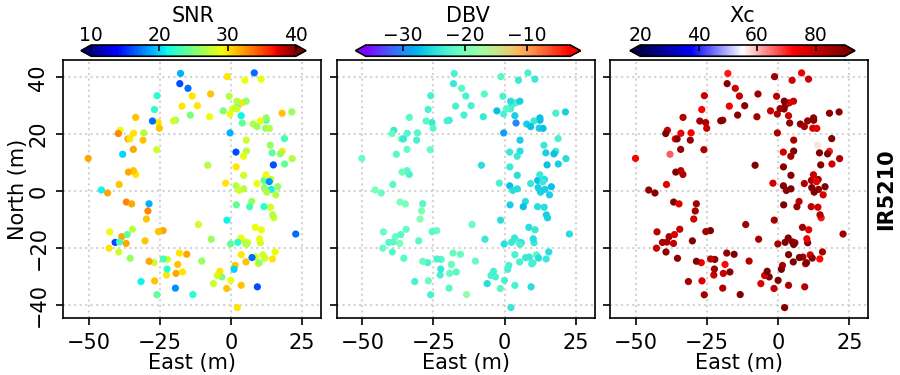 SNR DBV Xc
10 20 30 40 −30 −20 −10 20 40 60 80
40
20
0
−20
−40
North (m)
IR5210
−50 −25 0 25 −50 −25 0 25 −50 −25 0 25
East (m) East (m) East (m)